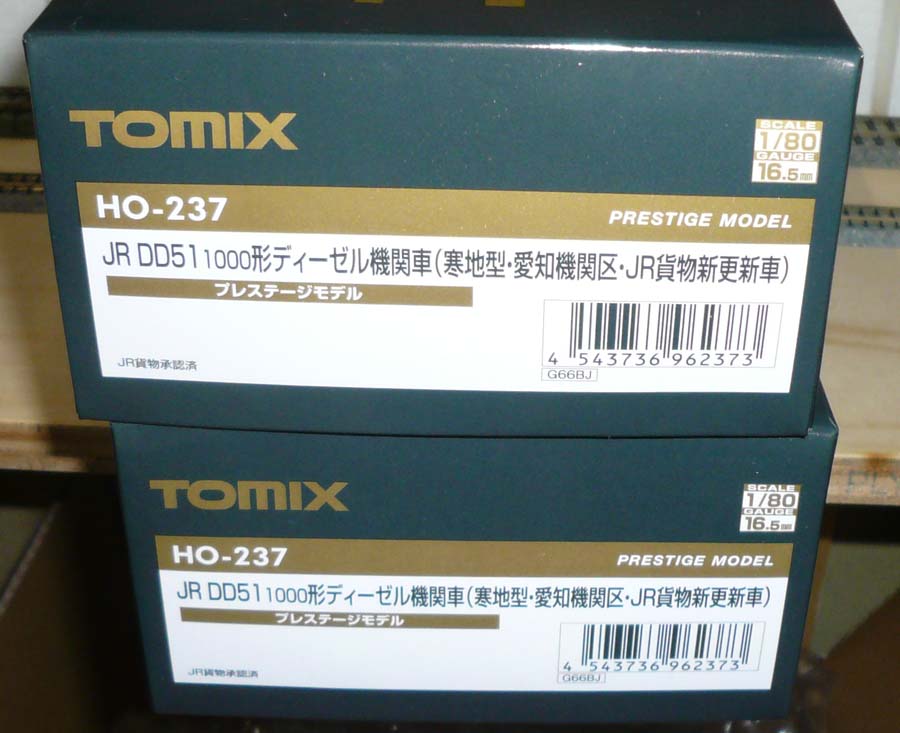 TOMIX
SCALE
1/80
GAUGE
16.5mm
HO-237
PRESTIGE MODEL
JR DD51 1000形ディーゼル機関車(寒地型・愛知機関区・JR貨物新更新車)
プレステージモデル
4 543736 962373
G66BJ
JR貨物承認済
TOMIX
SCALE
1/80
GAUGE
16.5mm
HO-237
PRESTIGE MODEL
JR DD51 1000形ディーゼル機関車(寒地型・愛知機関区・JR貨物新更新車)
プレステージモデル
4 543736 962373
G66BJ
JR貨物承認済